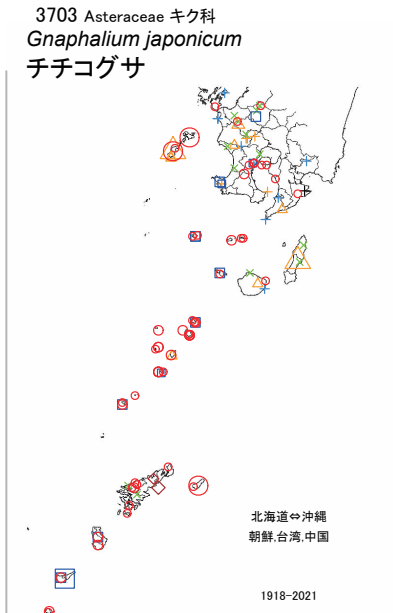 3703 Asteraceae キク科
Gnaphalium japonicum
チチコグサ
北海道⇔沖縄
朝鮮,台湾,中国
1918-2021